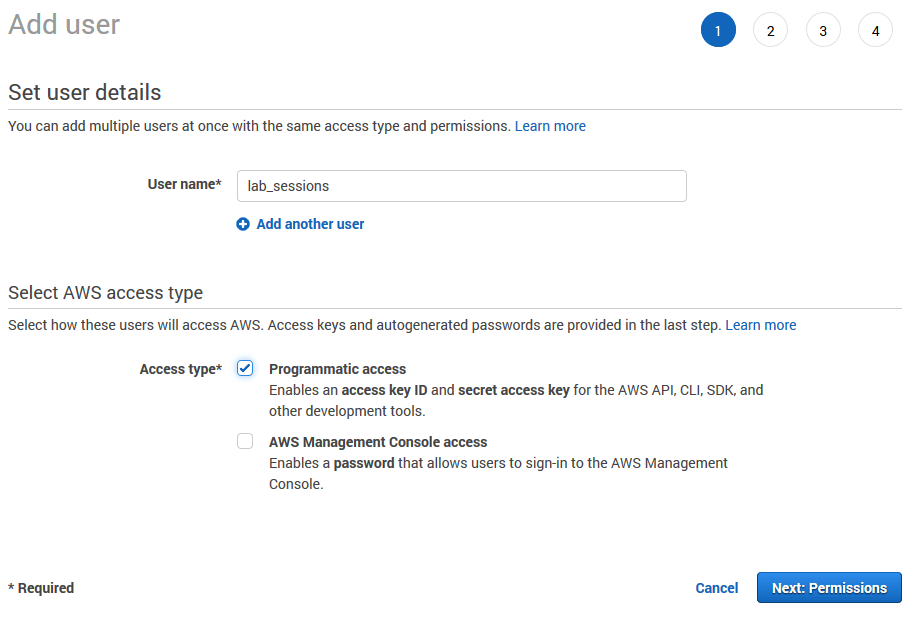 Add user
1 2 3 4
Set user details
You can add multiple users at once with the same access type and permissions. Learn more
User name* lab_sessions
Add another user
Select AWS access type
Select how these users will access AWS. Access keys and autogenerated passwords are provided in the last step. Learn more
Access type* Programmatic access
Enables an access key ID and secret access key for the AWS API, CLI, SDK, and
other development tools.
AWS Management Console access
Enables a password that allows users to sign-in to the AWS Management
Console.
* Required Cancel Next: Permissions